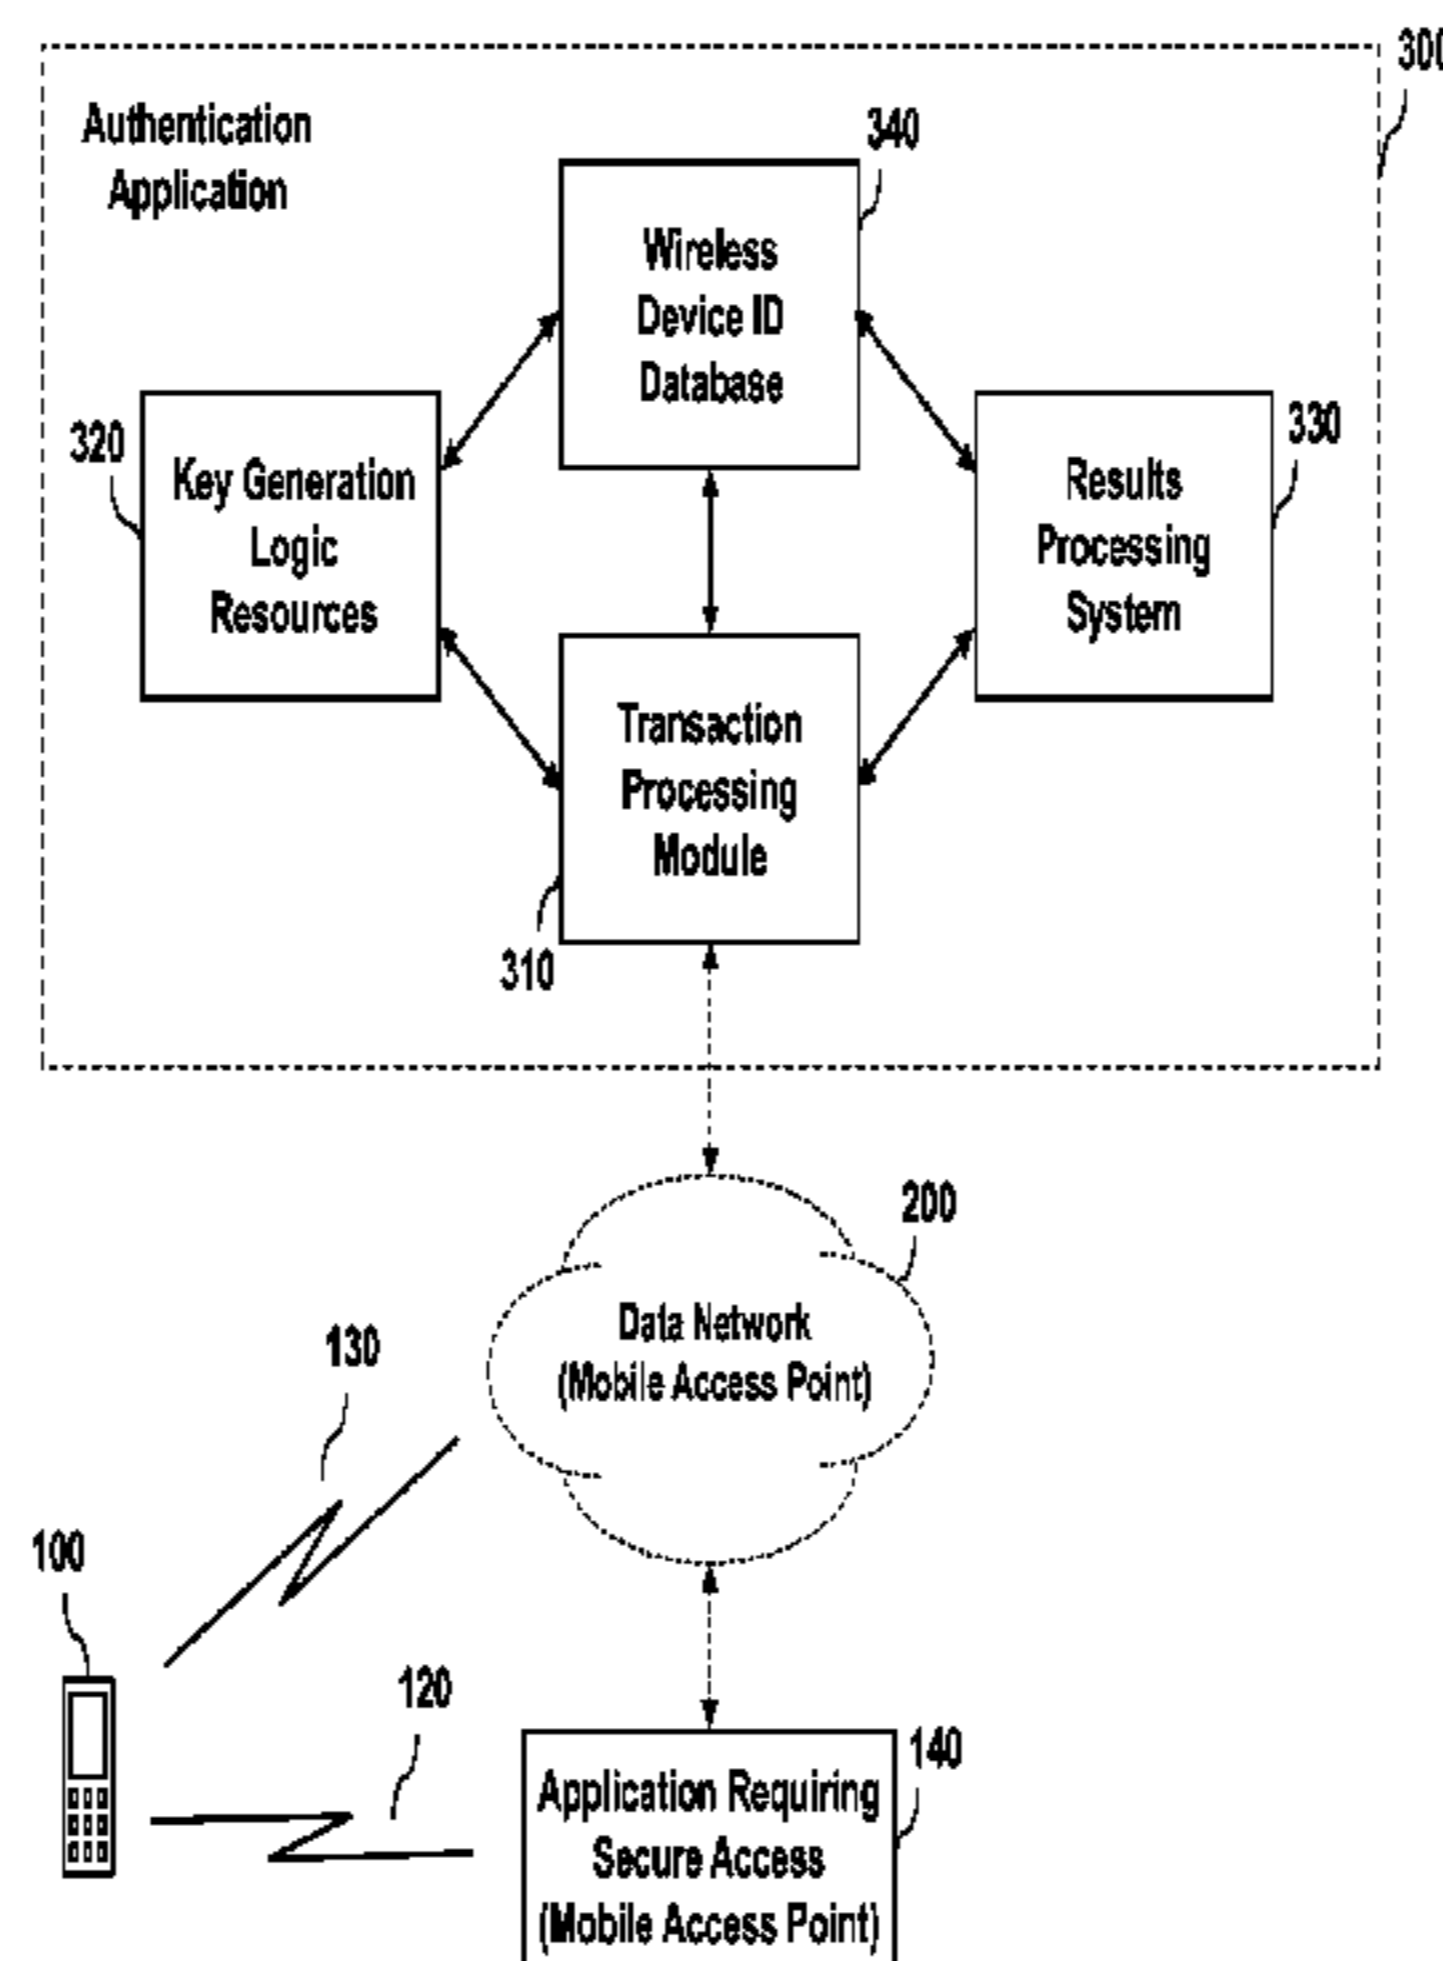 300
Authentication
Application
340
Wireless
Device ID
Database
320
Key Generation
Logic
Resources
330
Results
Processing
System
Transaction
Processing
Module
310
200
Data Network
(Mobile Access Point)
130
100
120
140
Application Requiring
Secure Access
(Mobile Access Point)